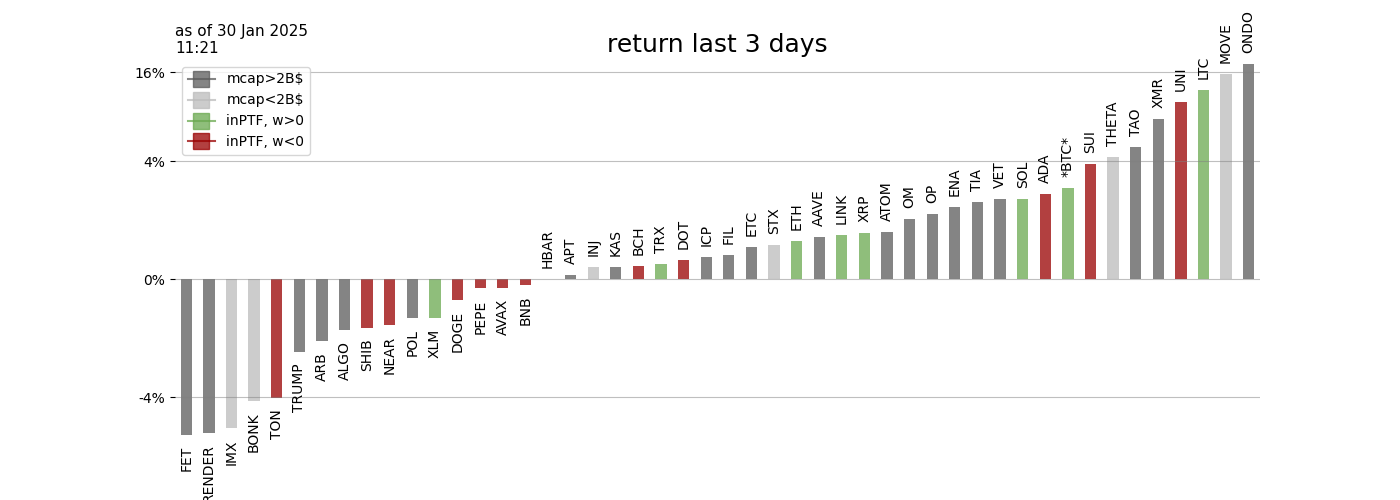 as of 30 Jan 2025
11:21
return last 3 days
16%
4%
0%
-4%
mcap>2B$
mcap<2B$
inPTF, w>0
inPTF, w<0
FET
RENDER
IMX
BONK
TON
TRUMP
ARB
ALGO
SHIB
NEAR
POL
XLM
DOGE
PEPE
AVAX
BNB
HBAR
APT
INJ
KAS
BCH
TRX
DOT
ICP
FIL
ETC
STX
ETH
AAVE
LINK
XRP
ATOM
OM
OP
ENA
TIA
VET
SOL
ADA
*BTC*
SUI
THETA
TAO
XMR
UNI
LTC
MOVE
ONDO